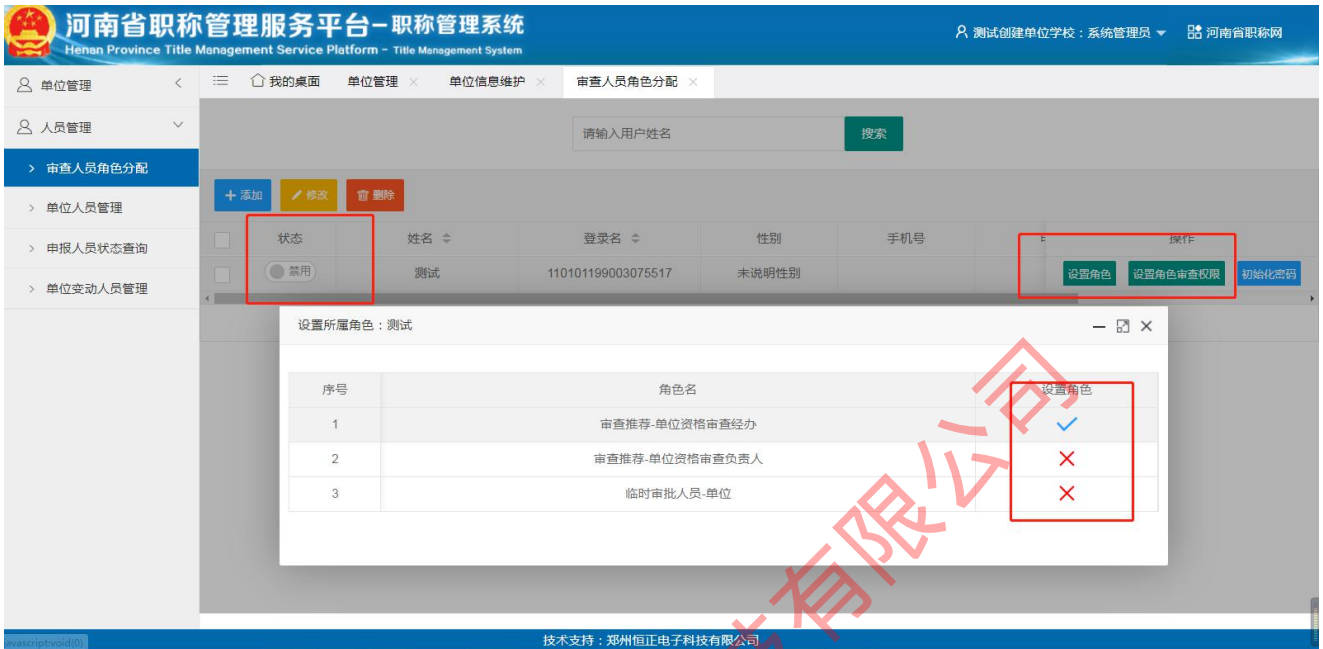 河南省职称管理服务平台-职称管理系统
Henan Province Title Management Service Platform - Title Management System
测试创建单位学校：系统管理员
河南省职称网
单位管理
我的桌面 单位管理 单位信息维护 审查人员角色分配
人员管理
请输入用户姓名 搜索
审查人员角色分配
添加 修改 删除
单位人员管理
状态 姓名 登录名 性别 手机号 操作
申报人员状态查询
禁用 测试 110101199003075517 未说明性别 设置角色 设置角色审查权限 初始化密码
单位变动人员管理
设置所属角色：测试
序号 角色名 设置角色
1 审查推荐-单位资格审查经办
2 审查推荐-单位资格审查负责人
3 临时审批人员-单位
有限公司
技术支持：郑州恒正电子科技有限公司
javascript:void(0)